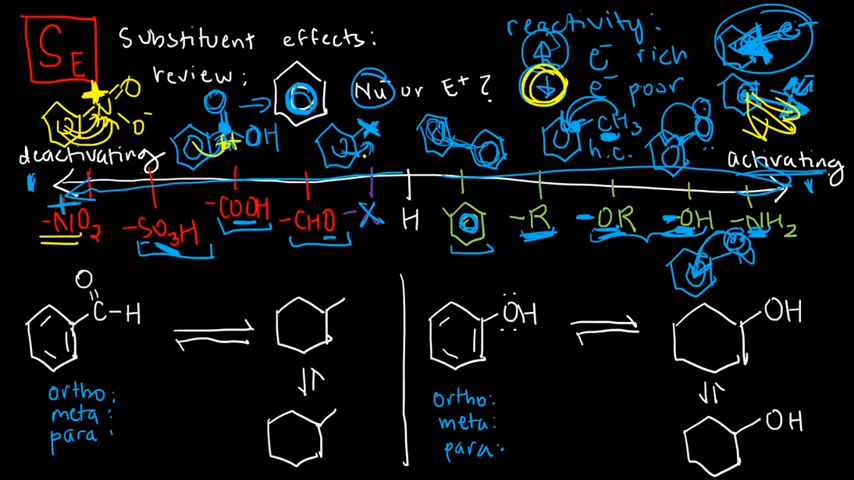 SE
Substituent effects:
review:
Nu or E+?
reactivity:
↑ e- rich
↓ e- poor
N+ O
O-
O
OH
X
CH3
h.c.
deactivating
activating
-NO2
-SO3H
-COOH
-CHO
-X
H
-R
-OR
-OH
-NH2
O
C-H
ortho:
meta:
para:
OH
ortho:
meta:
para:
OH
OH